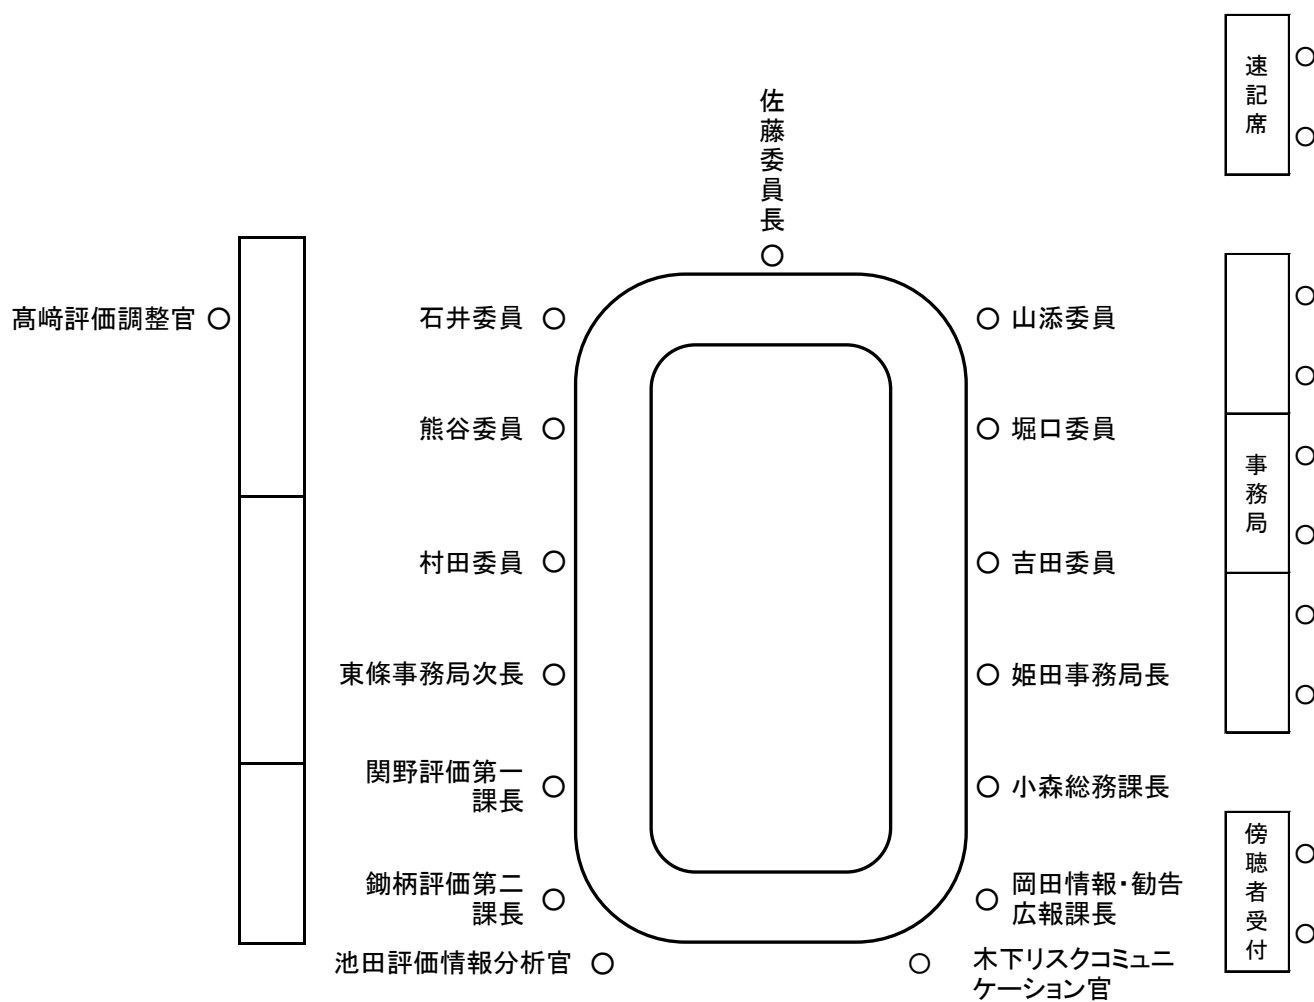 速記席
佐藤委員長
髙﨑評価調整官
石井委員
山添委員
熊谷委員
堀口委員
事務局
村田委員
吉田委員
東條事務局次長
姫田事務局長
関野評価第一
課長
小森総務課長
鋤柄評価第二
課長
岡田情報・勧告
広報課長
傍聴者受付
池田評価情報分析官
木下リスクコミュニ
ケーション官